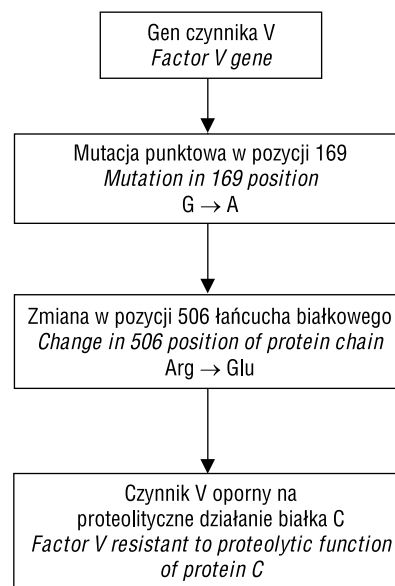 Gen czynnika V
Factor V gene
Mutacja punktowa w pozycji 169
Mutation in 169 position
G → A
Zmiana w pozycji 506 łańcucha białkowego
Change in 506 position of protein chain
Arg → Glu
Czynnik V oporny na
proteolityczne działanie białka C
Factor V resistant to proteolytic function
of protein C